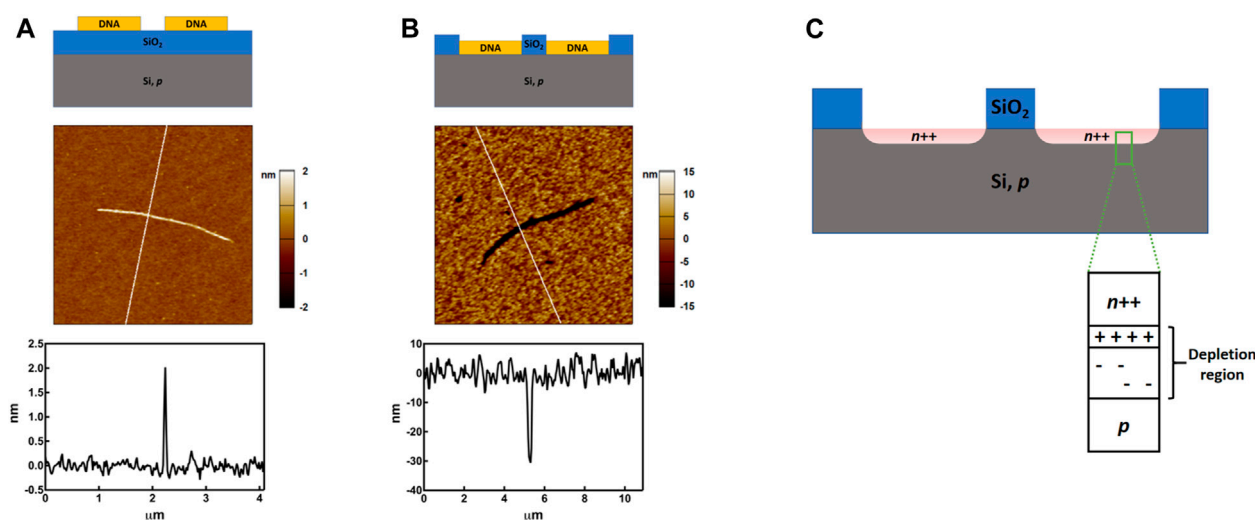 A
DNA
DNA
SiO2
Si, p
nm
2
1
0
-1
-2
nm
2.5
2.0
1.5
1.0
0.5
0.0
-0.5
0
1
2
3
4
μm
B
DNA
SiO2
DNA
Si, p
nm
15
10
5
0
-5
-10
-15
nm
10
0
-10
-20
-30
-40
0
2
4
6
8
10
μm
C
SiO2
n++
n++
Si, p
n++
+ + + +
- -
- -
p
Depletion
region